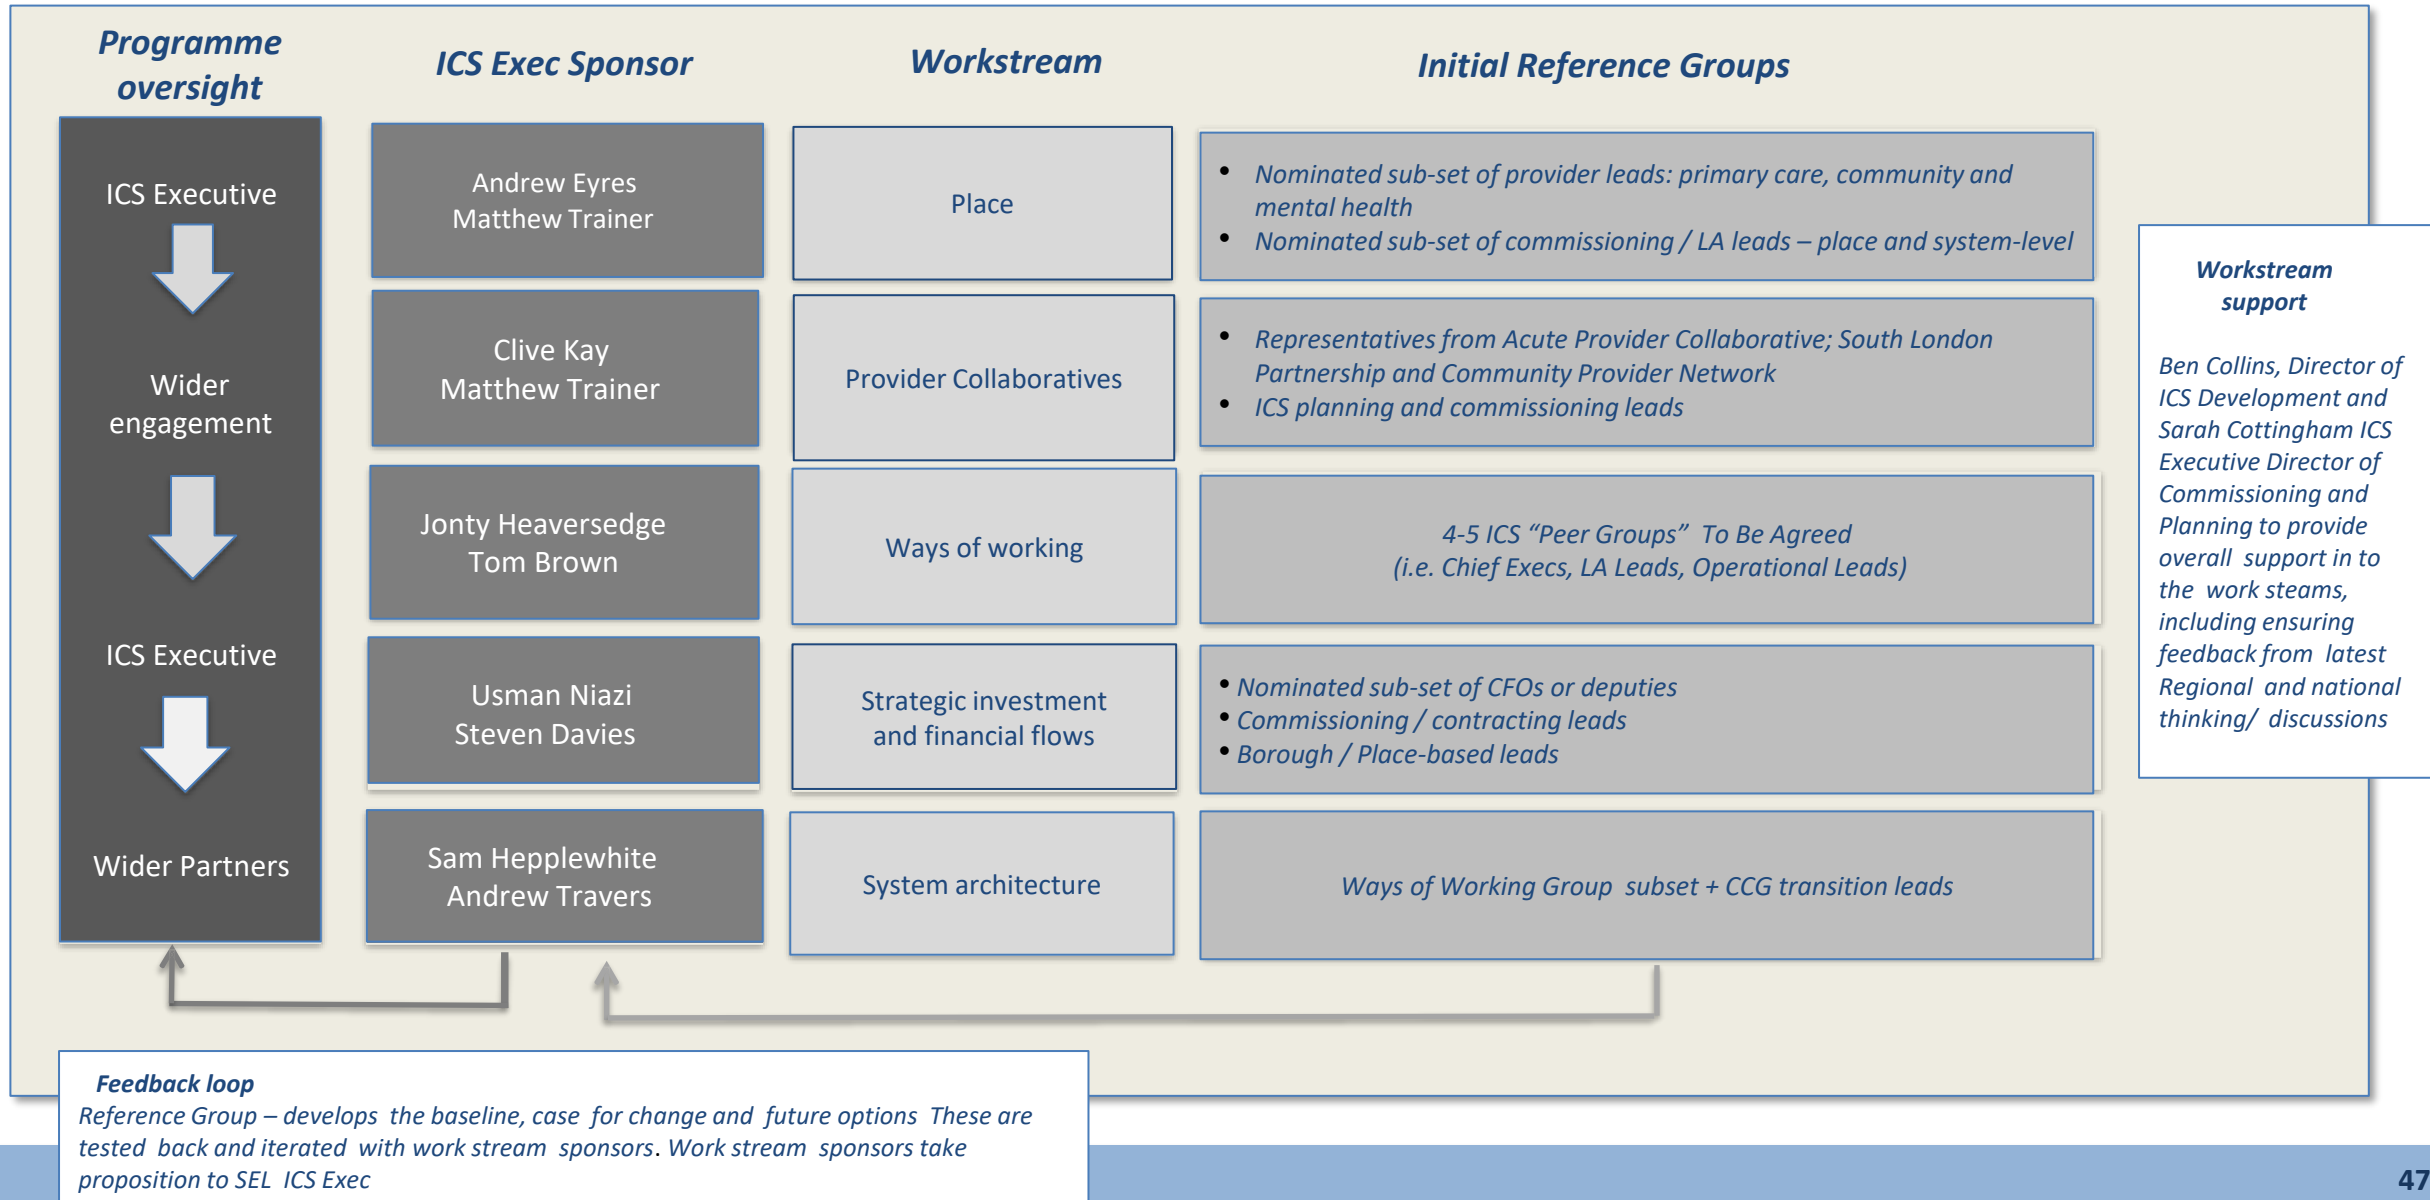 Programme
oversight
ICS Exec Sponsor
Workstream
Initial Reference Groups
ICS Executive
Wider
engagement
ICS Executive
Wider Partners
Andrew Eyres
Matthew Trainer
Place
• Nominated sub-set of provider leads: primary care, community and
mental health
• Nominated sub-set of commissioning / LA leads – place and system-level
Clive Kay
Matthew Trainer
Provider Collaboratives
• Representatives from Acute Provider Collaborative; South London
Partnership and Community Provider Network
• ICS planning and commissioning leads
Jonty Heaversedge
Tom Brown
Ways of working
4-5 ICS “Peer Groups” To Be Agreed
(i.e. Chief Execs, LA Leads, Operational Leads)
Usman Niazi
Steven Davies
Strategic investment
and financial flows
• Nominated sub-set of CFOs or deputies
• Commissioning / contracting leads
• Borough / Place-based leads
Sam Hepplewhite
Andrew Travers
System architecture
Ways of Working Group subset + CCG transition leads
Workstream
support
Ben Collins, Director of
ICS Development and
Sarah Cottingham ICS
Executive Director of
Commissioning and
Planning to provide
overall support in to
the work steams,
including ensuring
feedback from latest
Regional and national
thinking/ discussions
Feedback loop
Reference Group – develops the baseline, case for change and future options These are
tested back and iterated with work stream sponsors. Work stream sponsors take
proposition to SEL ICS Exec
47